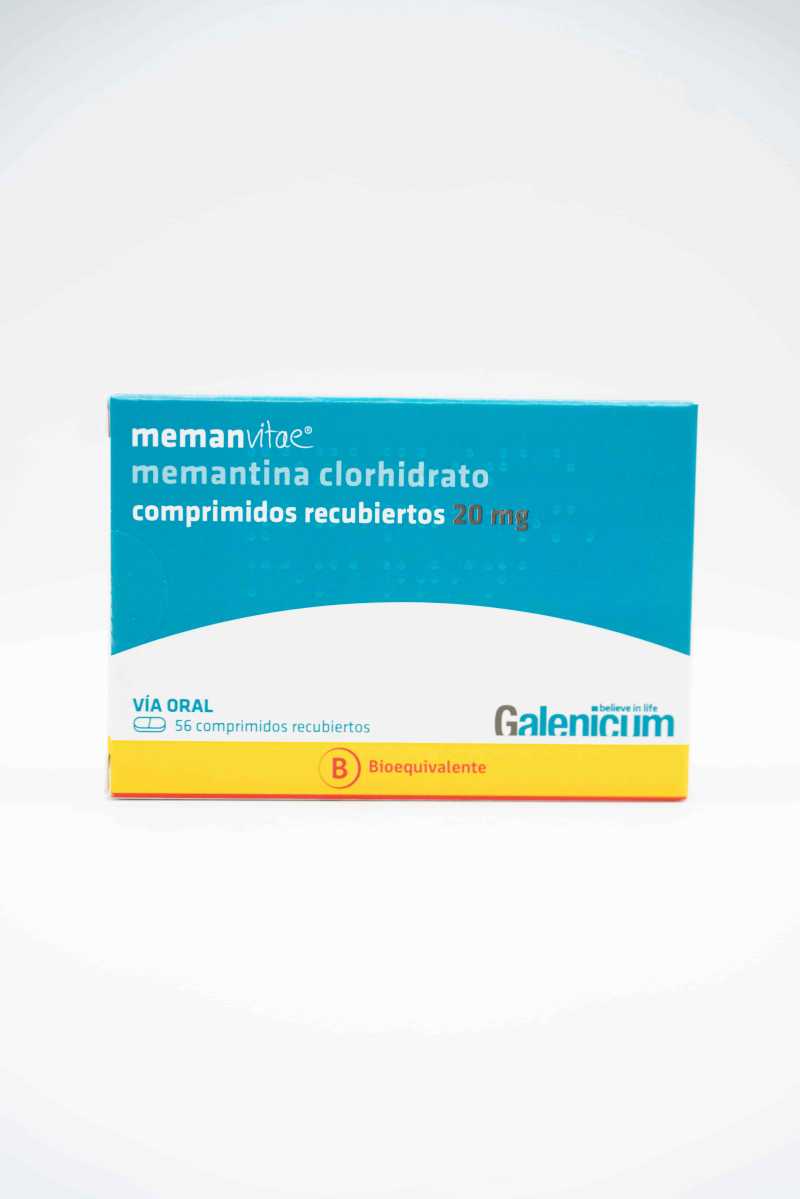 memanvitae®
memantina clorhidrato
comprimidos recubiertos 20 mg
VÍA ORAL
56 comprimidos recubiertos
believe in life
Galenicum
B Bioequivalente